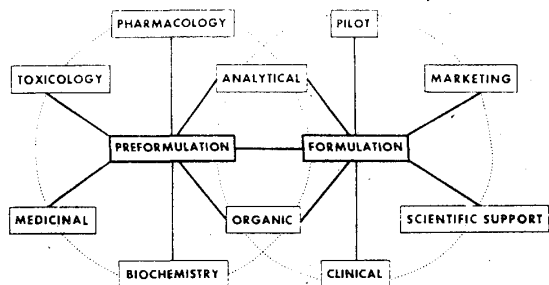 PHARMACOLOGY
PILOT
TOXICOLOGY
ANALYTICAL
MARKETING
PREFORMULATION
FORMULATION
MEDICINAL
ORGANIC
SCIENTIFIC SUPPORT
BIOCHEMISTRY
CLINICAL